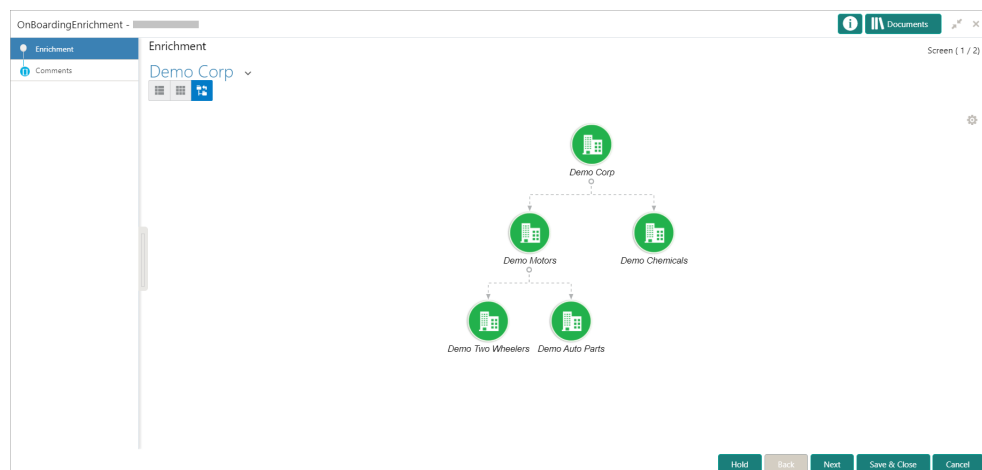 OnBoardingEnrichment -
Documents
Enrichment
Comments
Enrichment
Screen ( 1 / 2)
Demo Corp
Demo Corp
Demo Motors
Demo Chemicals
Demo Two Wheelers
Demo Auto Parts
Hold
Back
Next
Save & Close
Cancel